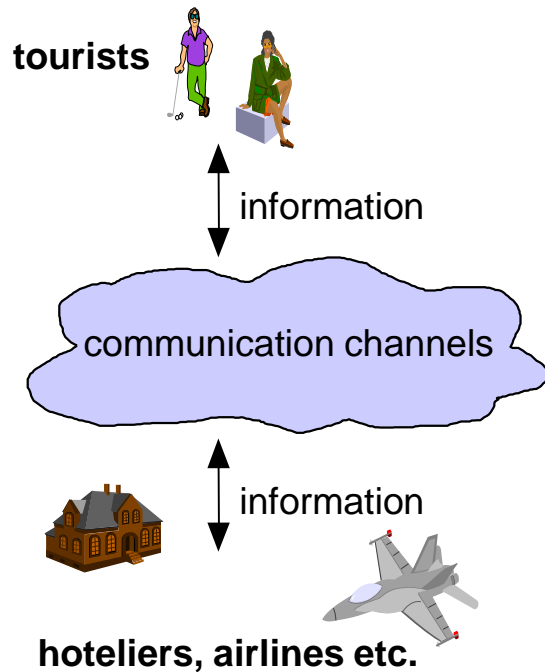 tourists
information
communication channels
information
hoteliers, airlines etc.